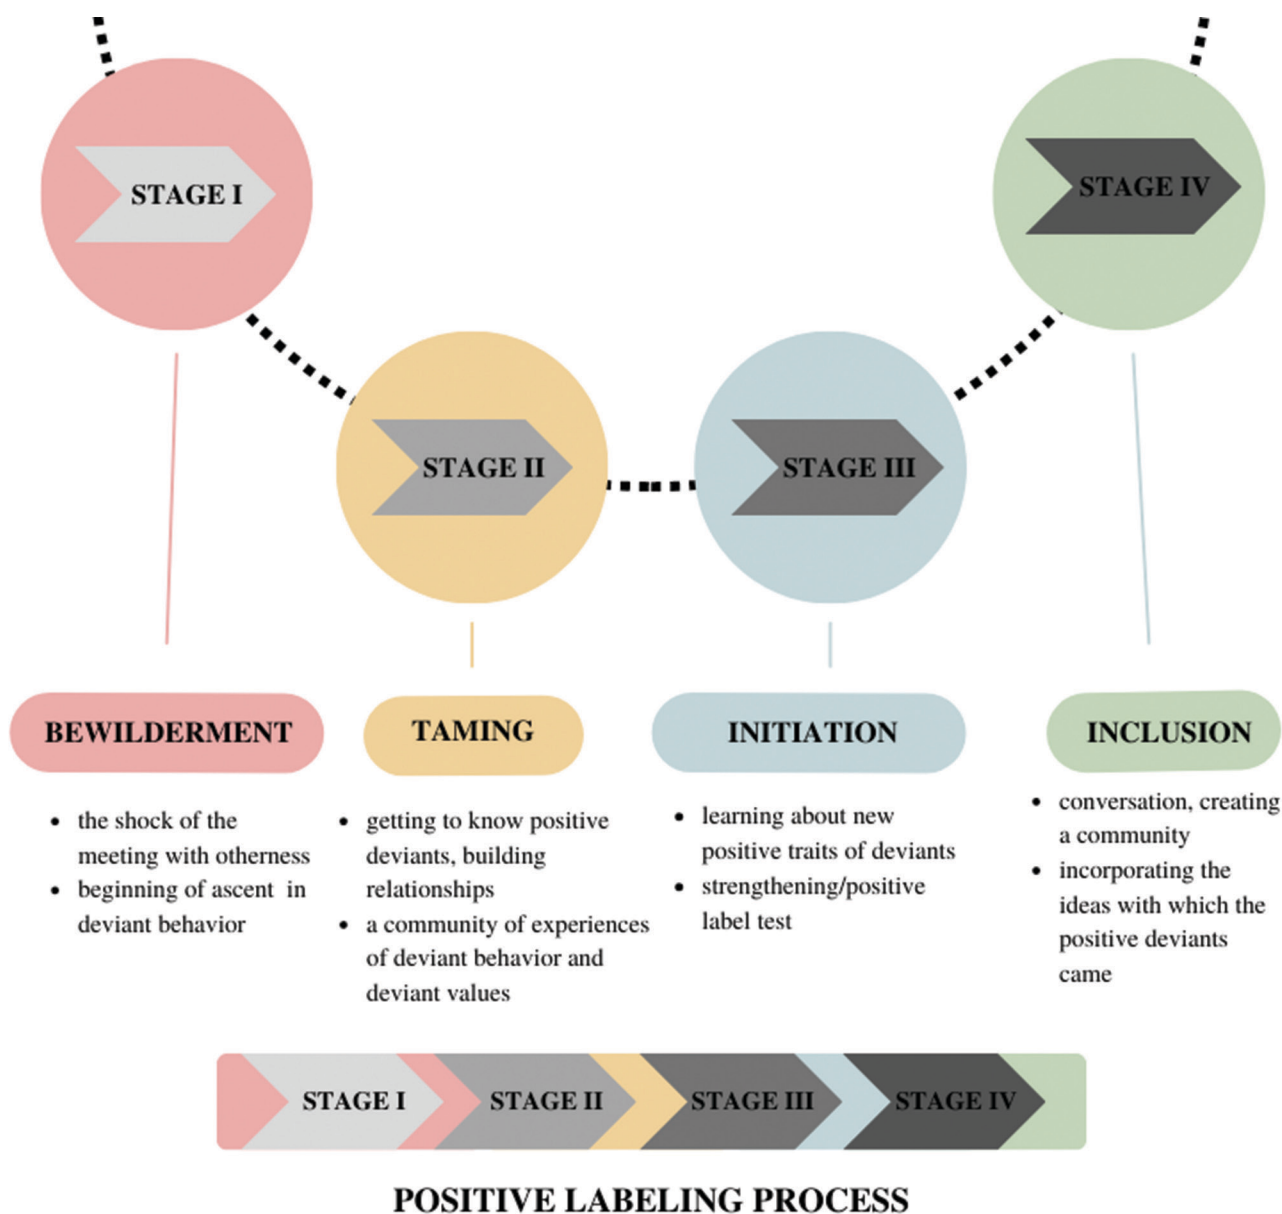 STAGE I
STAGE IV
STAGE II
STAGE III
BEWILDERMENT
• the shock of the
meeting with otherness
• beginning of ascent in
deviant behavior
TAMING
• getting to know positive
deviants, building
relationships
• a community of experiences
of deviant behavior and
deviant values
INITIATION
• learning about new
positive traits of deviants
• strengthening/positive
label test
INCLUSION
• conversation, creating
a community
• incorporating the
ideas with which the
positive deviants
came
STAGE I STAGE II STAGE III STAGE IV
POSITIVE LABELING PROCESS